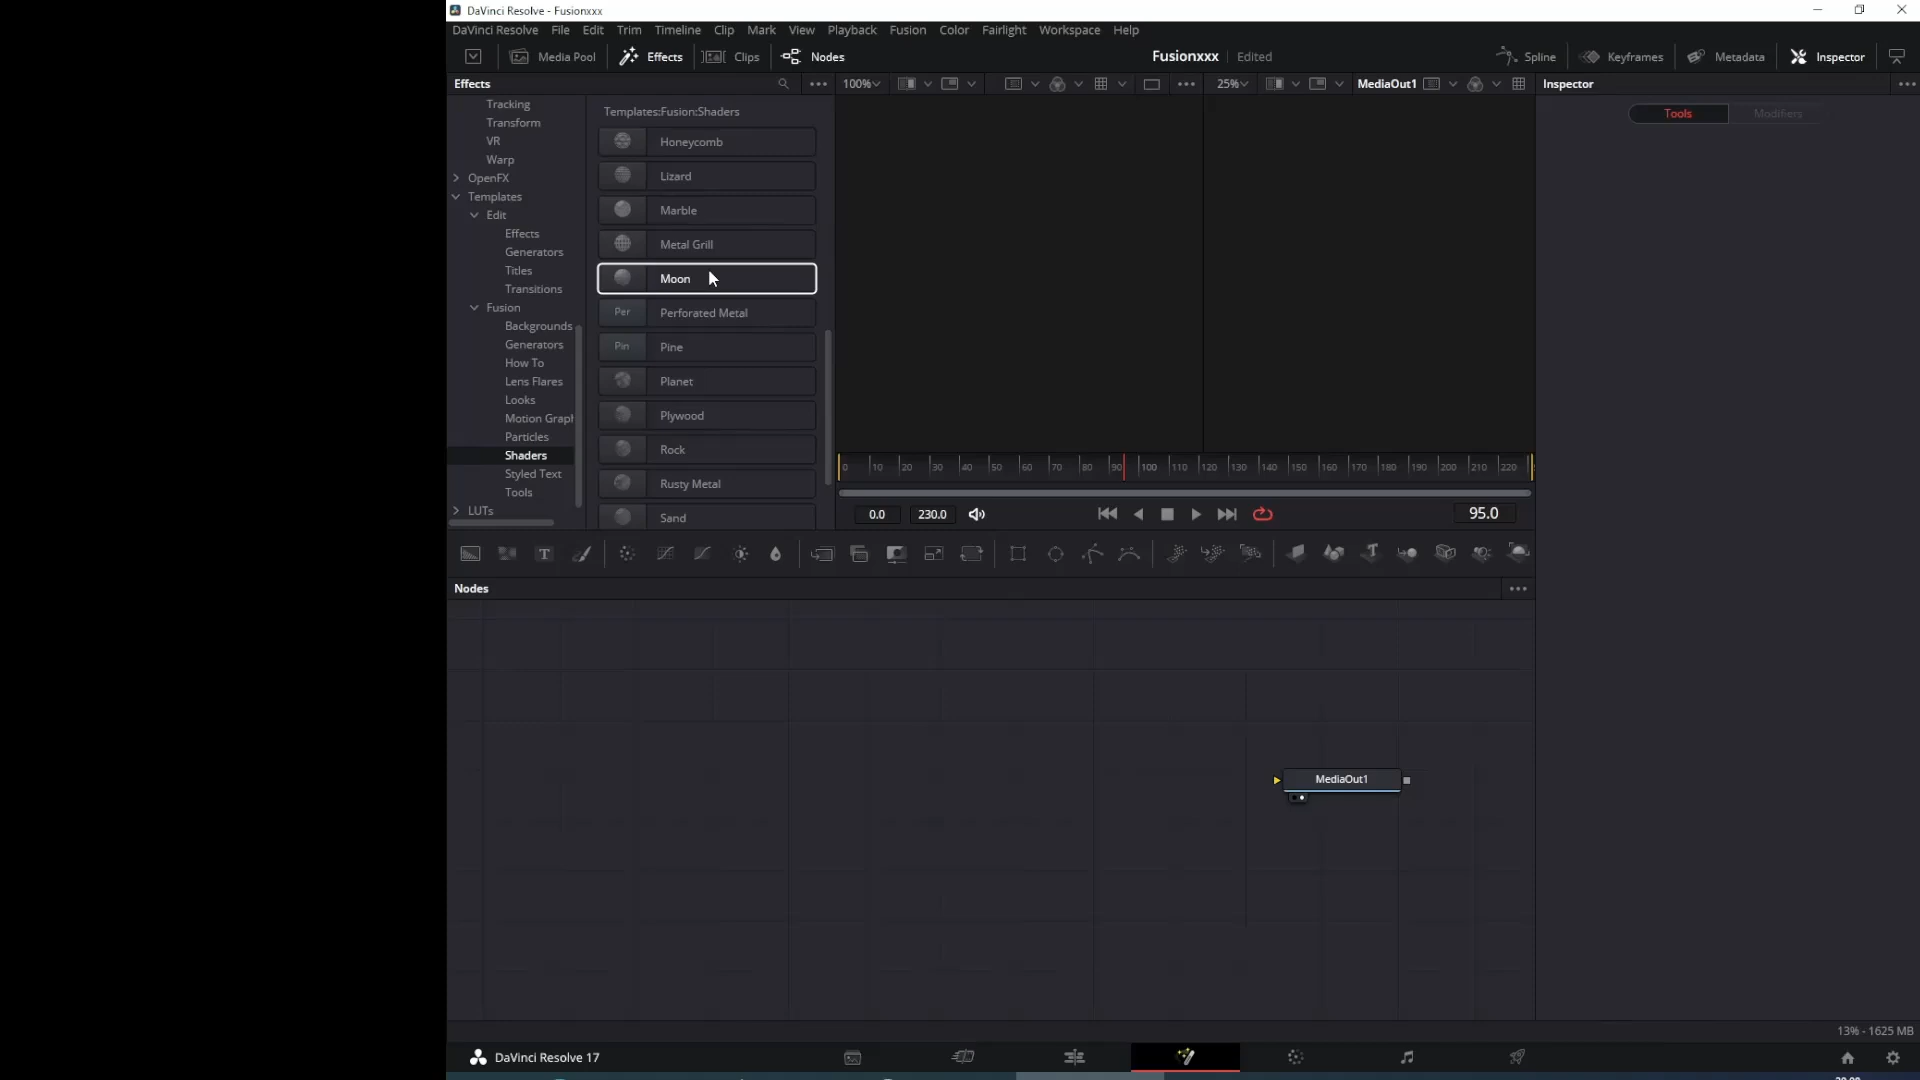 DaVinci Resolve - Fusionxxx
DaVinci Resolve File Edit Trim Timeline Clip Mark View Playback Fusion Color Fairlight Workspace Help
Media Pool Effects Clips Nodes Fusionxxx Edited Spline Keyframes Metadata Inspector
Effects 100% 25% MediaOut1 Inspector
Tools Modifiers
Tracking
Transform
VR
Warp
OpenFX
Templates
Edit
Effects
Generators
Titles
Transitions
Fusion
Backgrounds
Generators
How To
Lens Flares
Looks
Motion Graph
Particles
Shaders
Styled Text
Tools
LUTs
Templates:Fusion:Shaders
Honeycomb
Lizard
Marble
Metal Grill
Moon
Per Perforated Metal
Pin Pine
Planet
Plywood
Rock
Rusty Metal
Sand
0 10 20 30 40 50 60 70 80 90 100 110 120 130 140 150 160 170 180 190 200 210 220
0.0 230.0 95.0
Nodes
MediaOut1
13% - 1625 MB
DaVinci Resolve 17